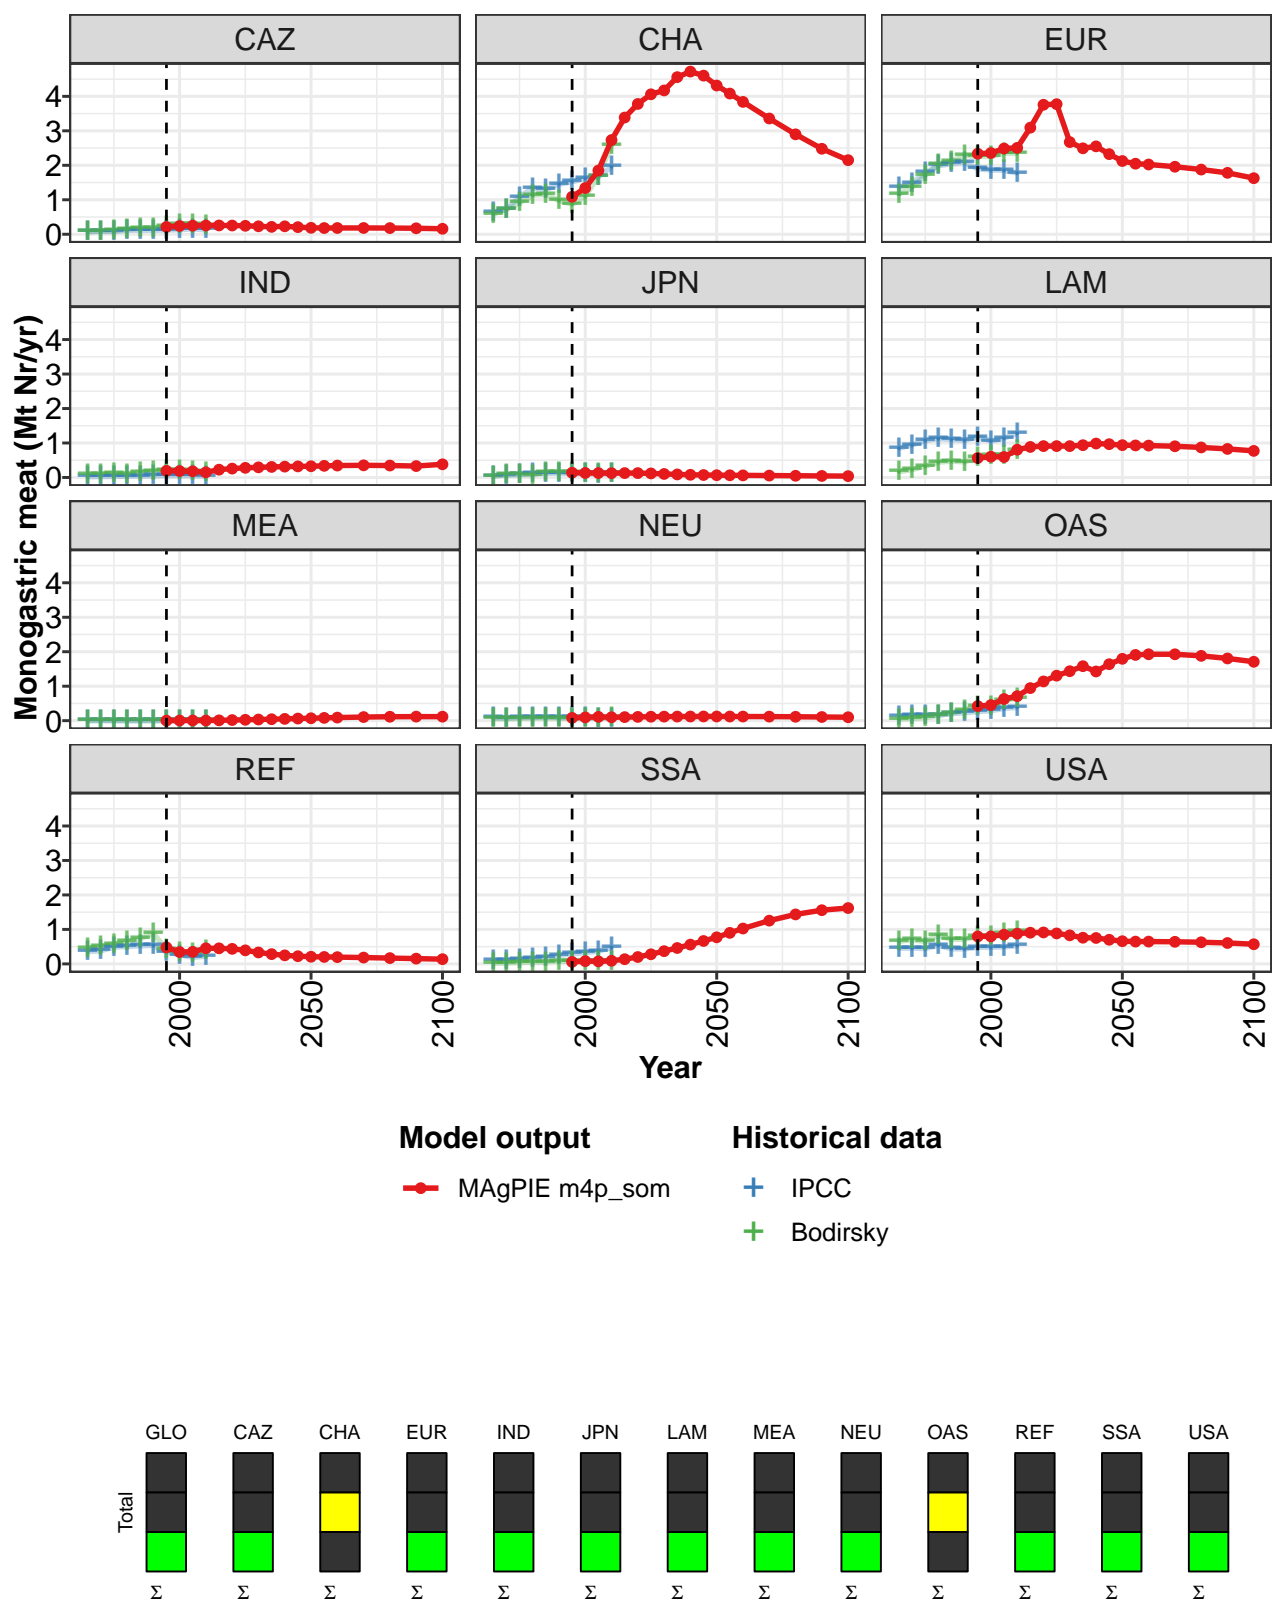 CAZ CHA EUR
4
3
2
1
0
IND JPN LAM
4
3
2
1
0
MEA NEU OAS
4
3
2
1
0
REF SSA USA
4
3
2
1
0
Monogastric meat (Mt Nr/yr)
2000 2050 2100 2000 2050 2100 2000 2050 2100
Year
Model output
MAgPIE m4p_som
Historical data
IPCC
Bodirsky
GLO CAZ CHA EUR IND JPN LAM MEA NEU OAS REF SSA USA
Total
Σ Σ Σ Σ Σ Σ Σ Σ Σ Σ Σ Σ Σ